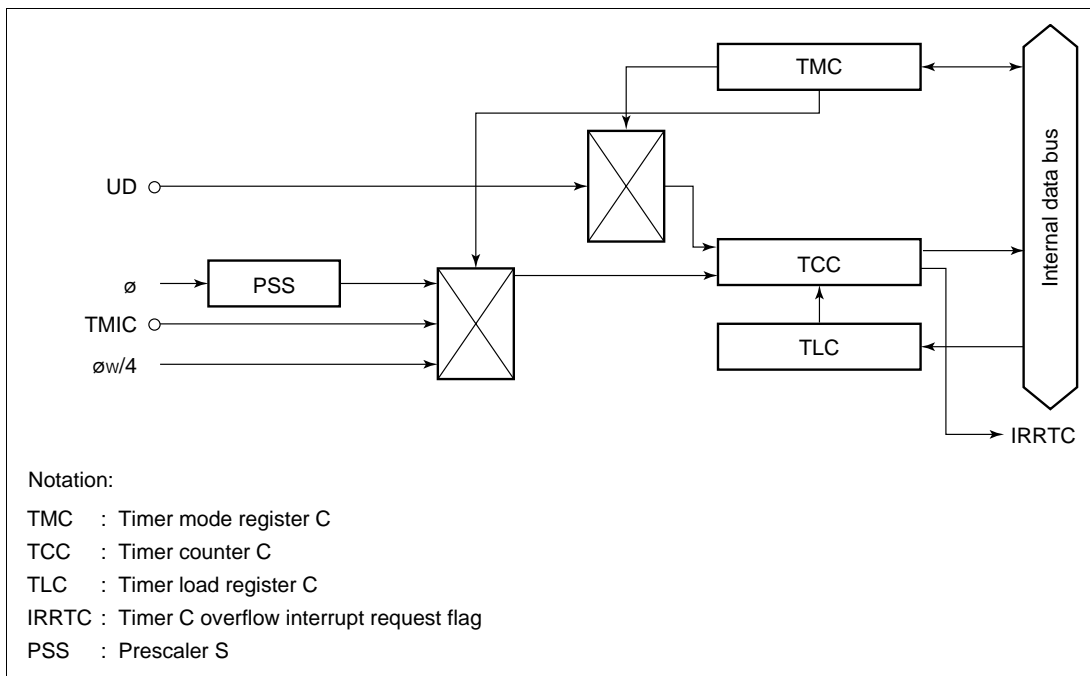 TMC
UD
TCC
ø
PSS
TMIC
TLC
øw/4
Internal data bus
IRRTC
Notation:
TMC : Timer mode register C
TCC : Timer counter C
TLC : Timer load register C
IRRTC : Timer C overflow interrupt request flag
PSS : Prescaler S